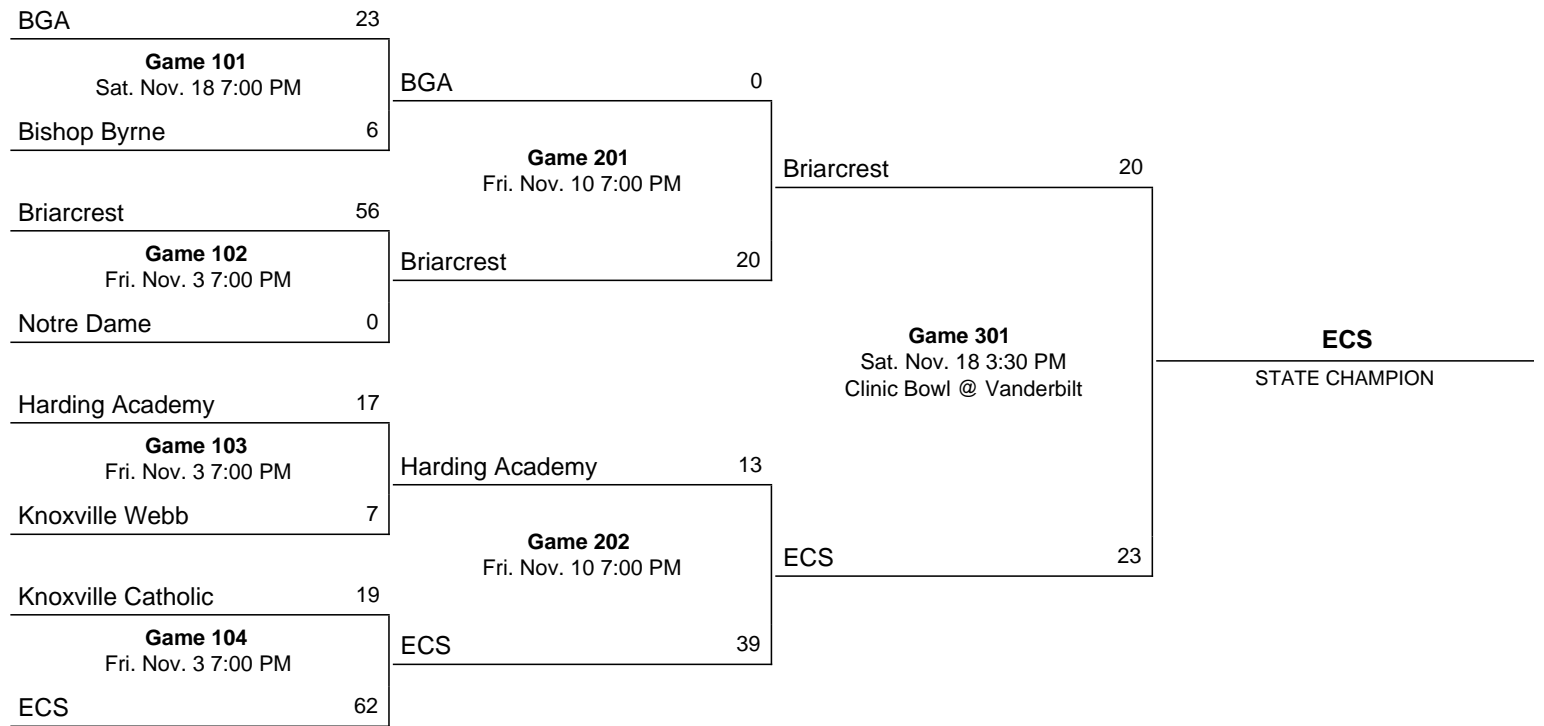 BGA 23
Game 101
Sat. Nov. 18 7:00 PM
Bishop Byrne 6
Briarcrest 56
Game 102
Fri. Nov. 3 7:00 PM
Notre Dame 0
Harding Academy 17
Game 103
Fri. Nov. 3 7:00 PM
Knoxville Webb 7
Knoxville Catholic 19
Game 104
Fri. Nov. 3 7:00 PM
ECS 62
BGA 0
Game 201
Fri. Nov. 10 7:00 PM
Briarcrest 20
Harding Academy 13
Game 202
Fri. Nov. 10 7:00 PM
ECS 39
Briarcrest 20
Game 301
Sat. Nov. 18 3:30 PM
Clinic Bowl @ Vanderbilt
ECS 23
ECS
STATE CHAMPION